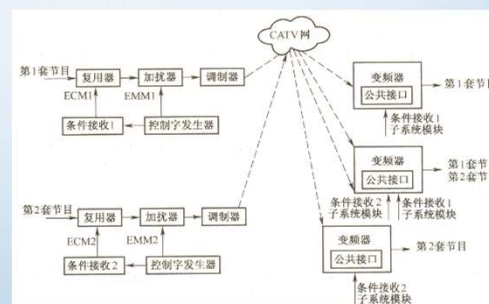 CATV网
第1套节目
复用器
加扰器
调制器
ECM1
EMM1
条件接收1
控制字发生器
第2套节目
复用器
加扰器
调制器
ECM2
EMM2
条件接收2
控制字发生器
变频器
公共接口
第1套节
条件接收1
子系统模块
变频器
公共接口
第1套节
第2套节
条件接收2
子系统模块
条件接收1
子系统模块
变频器
公共接口
第2套节目
条件接收2
子系统模块